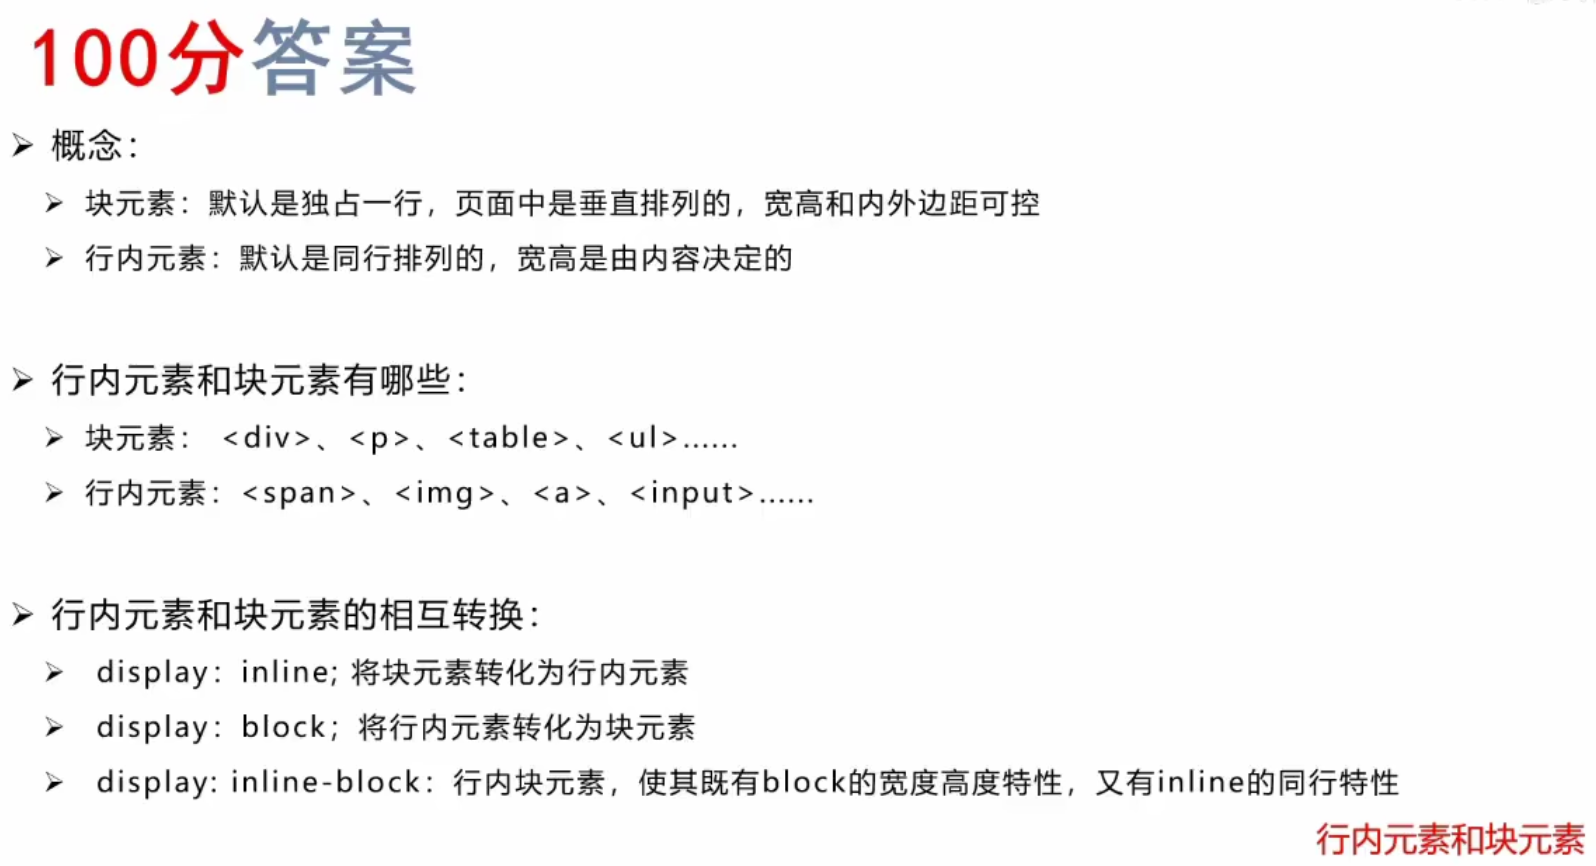 100分答案
概念：
块元素：默认是独占一行，页面中是垂直排列的，宽高和内外边距可控
行内元素：默认是同行排列的，宽高是由内容决定的
行内元素和块元素有哪些：
块元素： <div>、<p>、<table>、<ul>......
行内元素：<span>、<img>、<a>、<input>......
行内元素和块元素的相互转换：
display：inline; 将块元素转化为行内元素
display：block；将行内元素转化为块元素
display: inline-block：行内块元素，使其既有block的宽度高度特性，又有inline的同行特性
行内元素和块元素